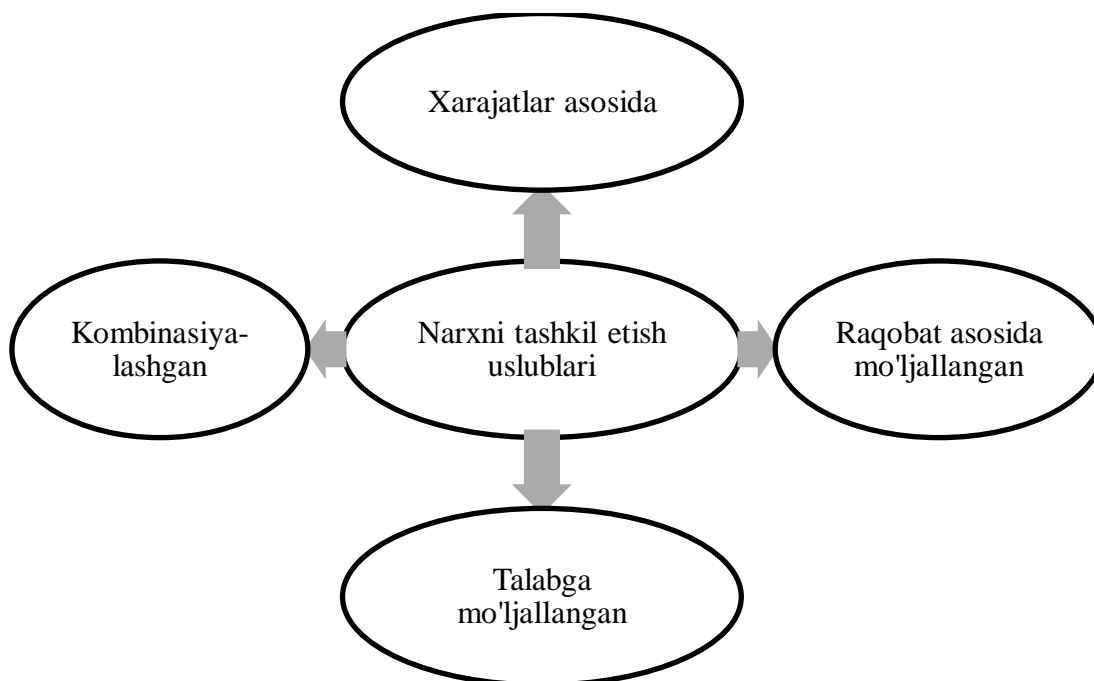 Xarajatlar asosida
Kombinasiya-
lashgan
Narxni tashkil etish
uslublari
Raqobat asosida
mo'ljallangan
Talabga
mo'ljallangan